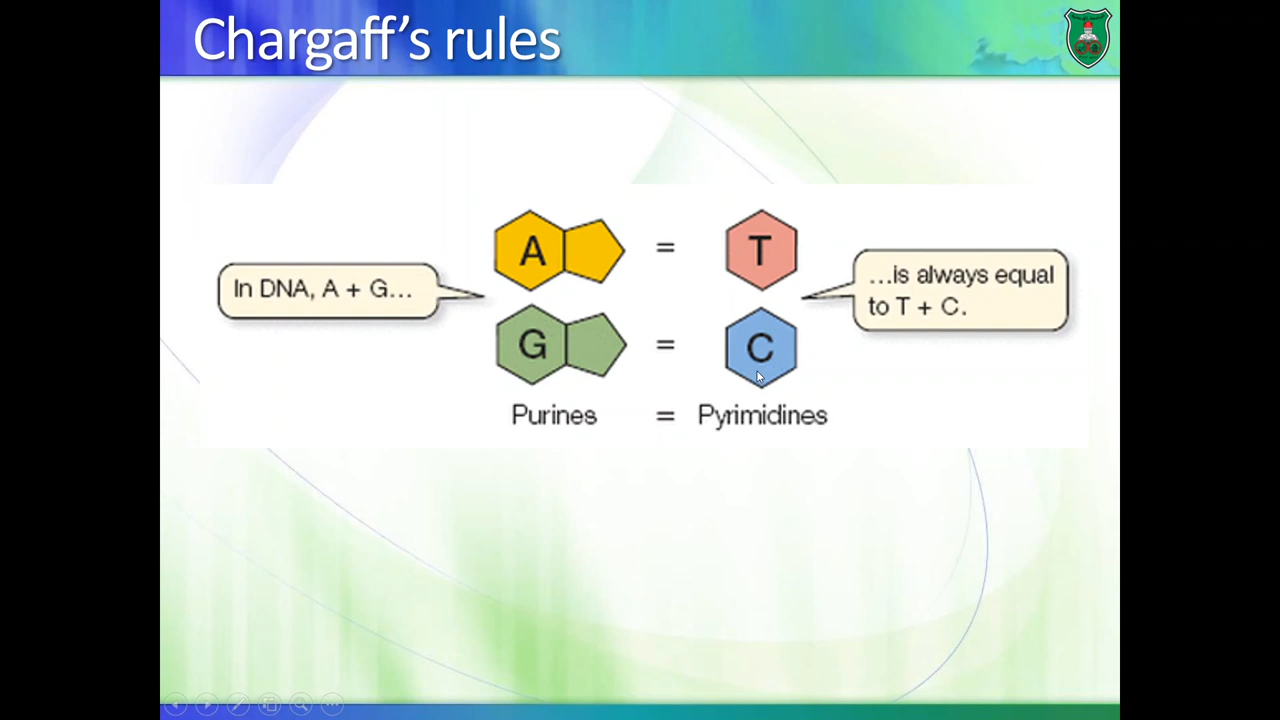 Chargaff's rules
In DNA, A + G...
A = T
G = C
Purines = Pyrimidines
...is always equal
to T + C.